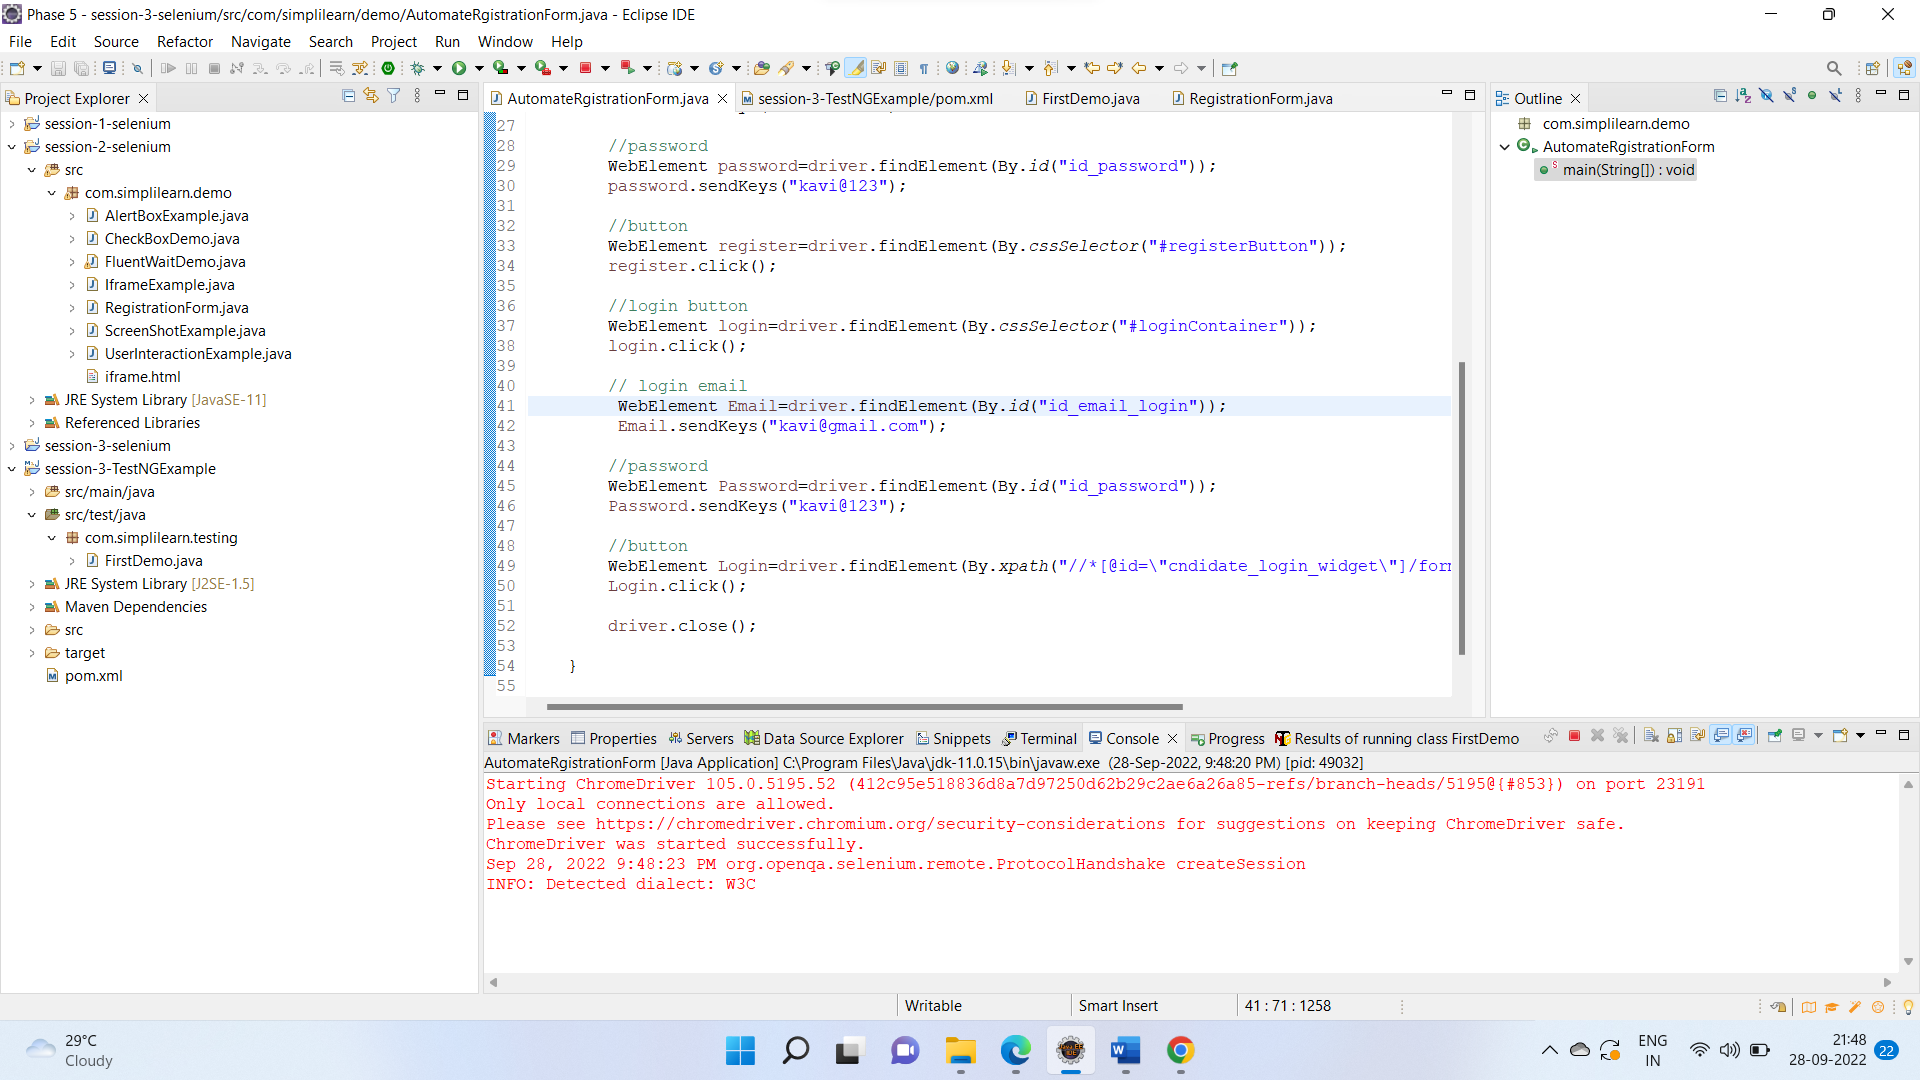 Phase 5 - session-3-selenium/src/com/simplilearn/demo/AutomateRgistrationForm.java - Eclipse IDE
File Edit Source Refactor Navigate Search Project Run Window Help
Project Explorer
session-1-selenium
session-2-selenium
src
com.simplilearn.demo
AlertBoxExample.java
CheckBoxDemo.java
FluentWaitDemo.java
IframeExample.java
RegistrationForm.java
ScreenShotExample.java
UserInteractionExample.java
iframe.html
JRE System Library [JavaSE-11]
Referenced Libraries
session-3-selenium
session-3-TestNGExample
src/main/java
src/test/java
com.simplilearn.testing
FirstDemo.java
JRE System Library [J2SE-1.5]
Maven Dependencies
src
target
pom.xml
AutomateRgistrationForm.java session-3-TestNGExample/pom.xml FirstDemo.java RegistrationForm.java
27
28 //password
29 WebElement password=driver.findElement(By.id("id_password"));
30 password.sendKeys("kavi@123");
31
32 //button
33 WebElement register=driver.findElement(By.cssSelector("#registerButton"));
34 register.click();
35
36 //login button
37 WebElement login=driver.findElement(By.cssSelector("#loginContainer"));
38 login.click();
39
40 // login email
41 WebElement Email=driver.findElement(By.id("id_email_login"));
42 Email.sendKeys("kavi@gmail.com");
43
44 //password
45 WebElement Password=driver.findElement(By.id("id_password"));
46 Password.sendKeys("kavi@123");
47
48 //button
49 WebElement Login=driver.findElement(By.xpath("//*[@id=\"cndidate_login_widget\"]/for
50 Login.click();
51
52 driver.close();
53
54 }
55
Outline
com.simplilearn.demo
AutomateRgistrationForm
main(String[]) : void
Markers Properties Servers Data Source Explorer Snippets Terminal Console Progress Results of running class FirstDemo
AutomateRgistrationForm [Java Application] C:\Program Files\Java\jdk-11.0.15\bin\javaw.exe (28-Sep-2022, 9:48:20 PM) [pid: 49032]
Starting ChromeDriver 105.0.5195.52 (412c95e518836d8a7d97250d62b29c2ae6a26a85-refs/branch-heads/5195@{#853}) on port 23191
Only local connections are allowed.
Please see https://chromedriver.chromium.org/security-considerations for suggestions on keeping ChromeDriver safe.
ChromeDriver was started successfully.
Sep 28, 2022 9:48:23 PM org.openqa.selenium.remote.ProtocolHandshake createSession
INFO: Detected dialect: W3C
Writable Smart Insert 41 : 71 : 1258
29°C
Cloudy
ENG
IN
21:48
28-09-2022
22